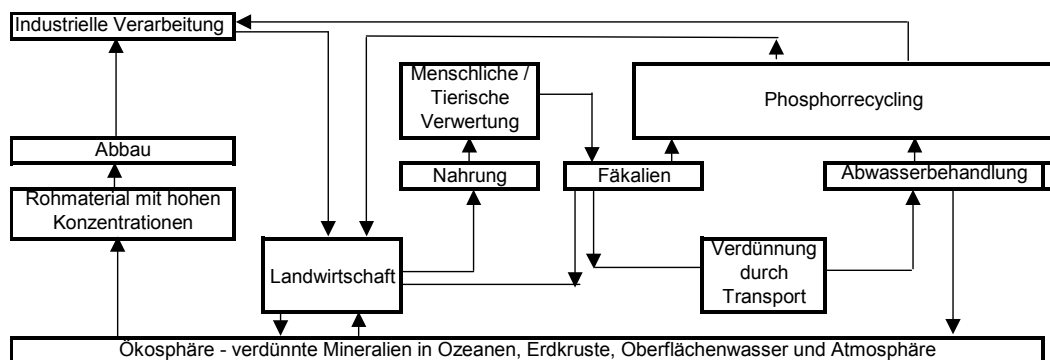 Industrielle Verarbeitung
Menschliche /
Tierische
Verwertung
Phosphorrecycling
Abbau
Nahrung
Fäkalien
Abwasserbehandlung
Rohmaterial mit hohen
Konzentrationen
Landwirtschaft
Verdünnung
durch
Transport
Ökosphäre - verdünnte Mineralien in Ozeanen, Erdkruste, Oberflächenwasser und Atmosphäre